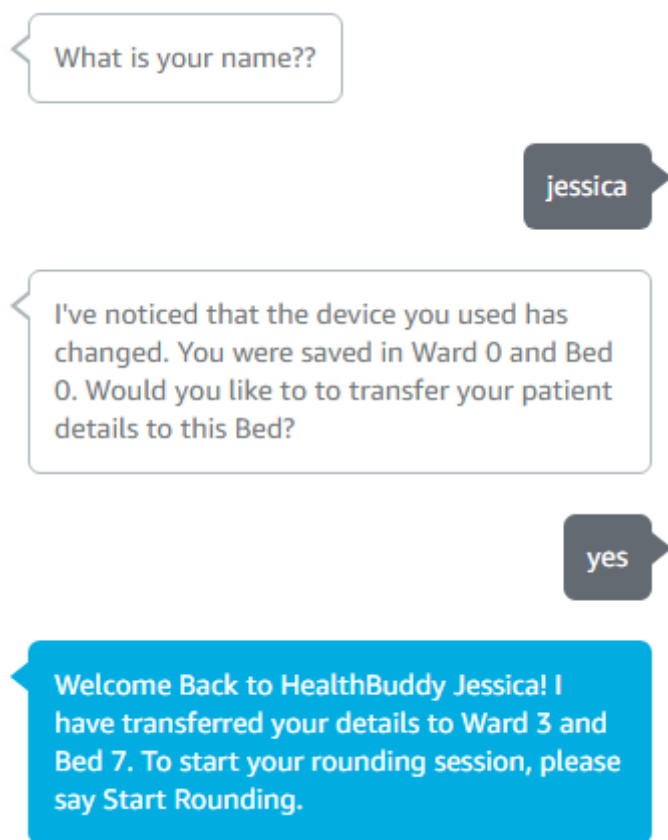 What is your name??
jessica
I've noticed that the device you used has
changed. You were saved in Ward 0 and Bed
0. Would you like to to transfer your patient
details to this Bed?
yes
Welcome Back to HealthBuddy Jessica! I
have transferred your details to Ward 3 and
Bed 7. To start your rounding session, please
say Start Rounding.